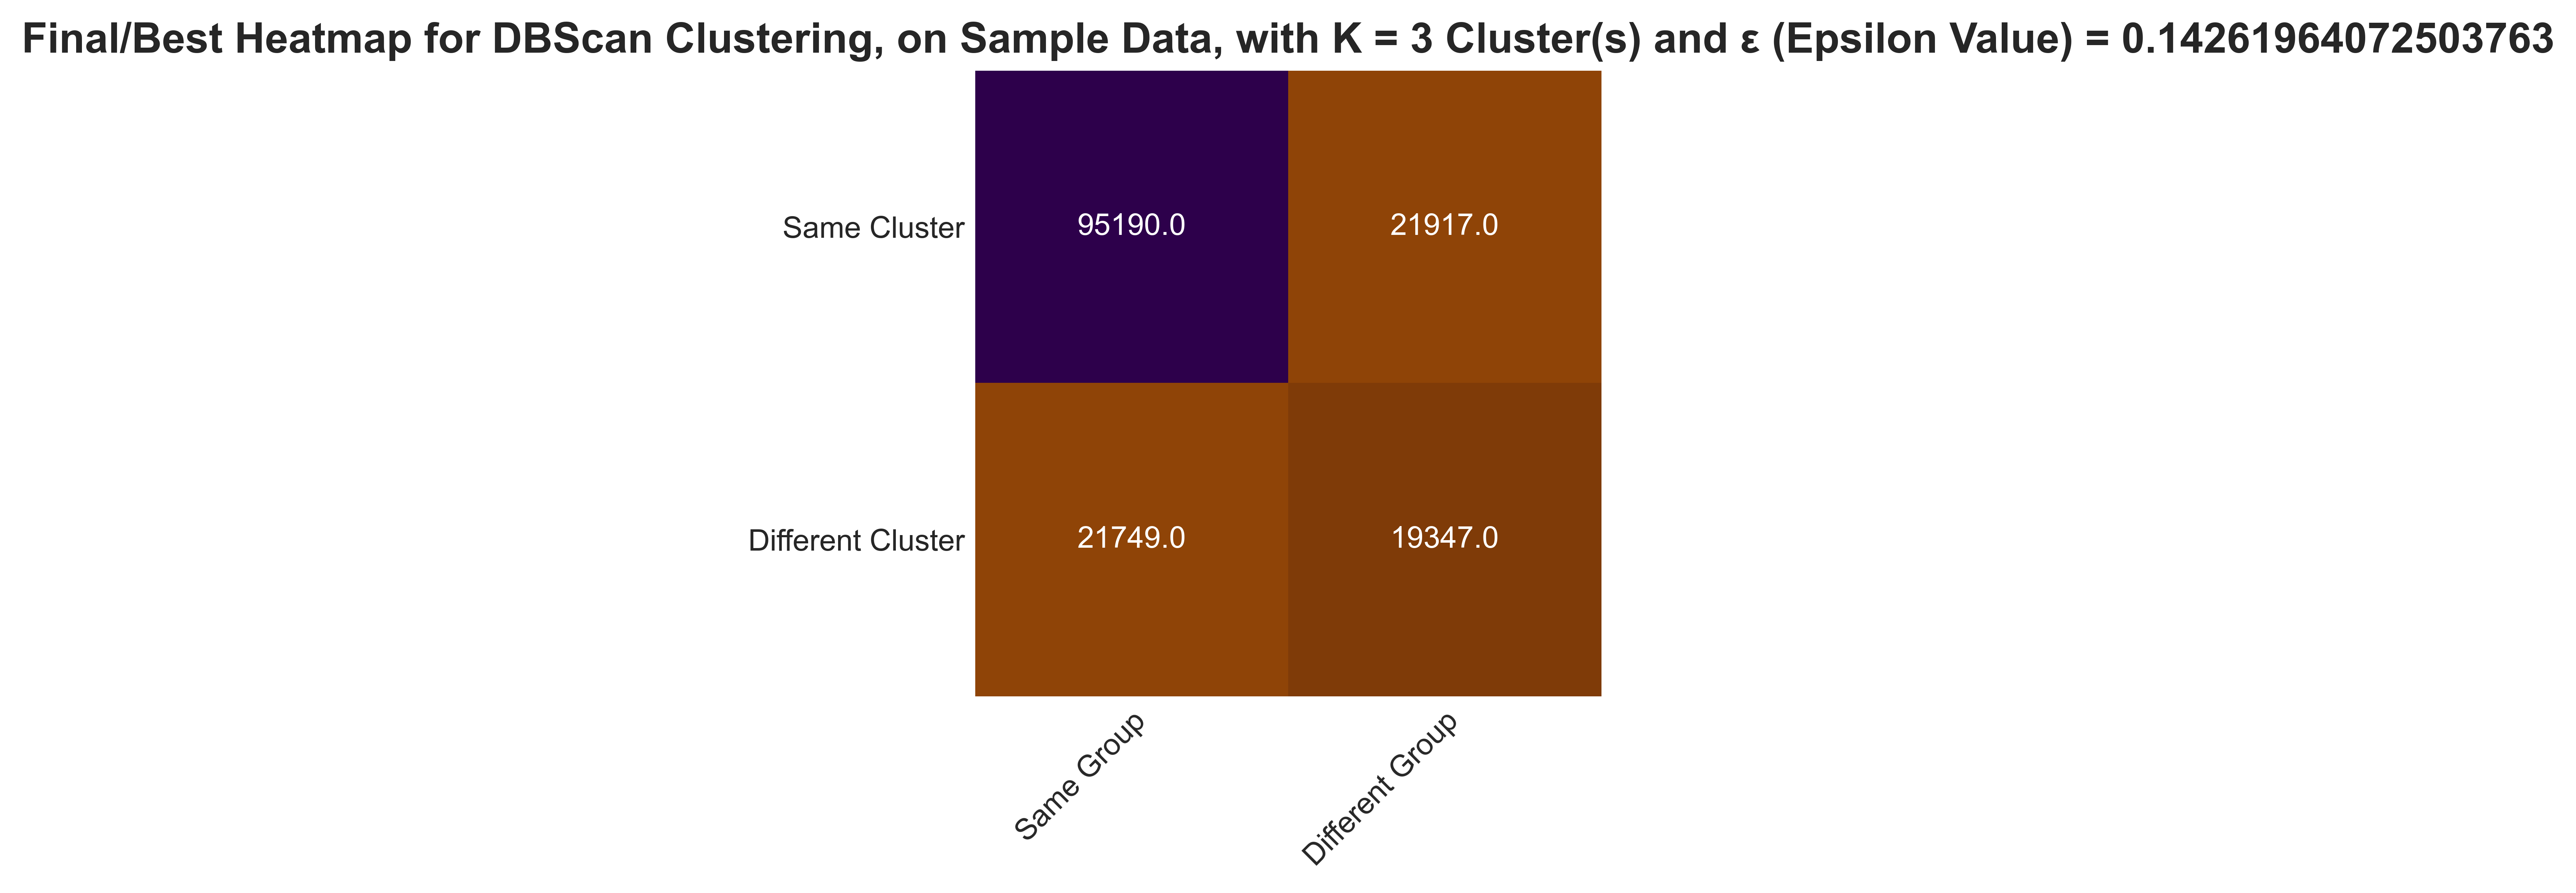 Final/Best Heatmap for DBScan Clustering, on Sample Data, with K = 3 Cluster(s) and ε (Epsilon Value) = 0.14261964072503763
Same Cluster
95190.0
21917.0
Different Cluster
21749.0
19347.0
Same Group
Different Group